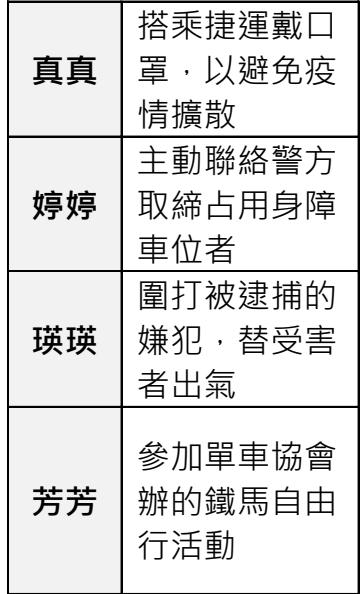 真真
搭乘捷運戴口
罩，以避免疫
情擴散
婷婷
主動聯絡警方
取締占用身障
車位者
瑛瑛
圍打被逮捕的
嫌犯，替受害
者出氣
芳芳
參加單車協會
辦的鐵馬自由
行活動